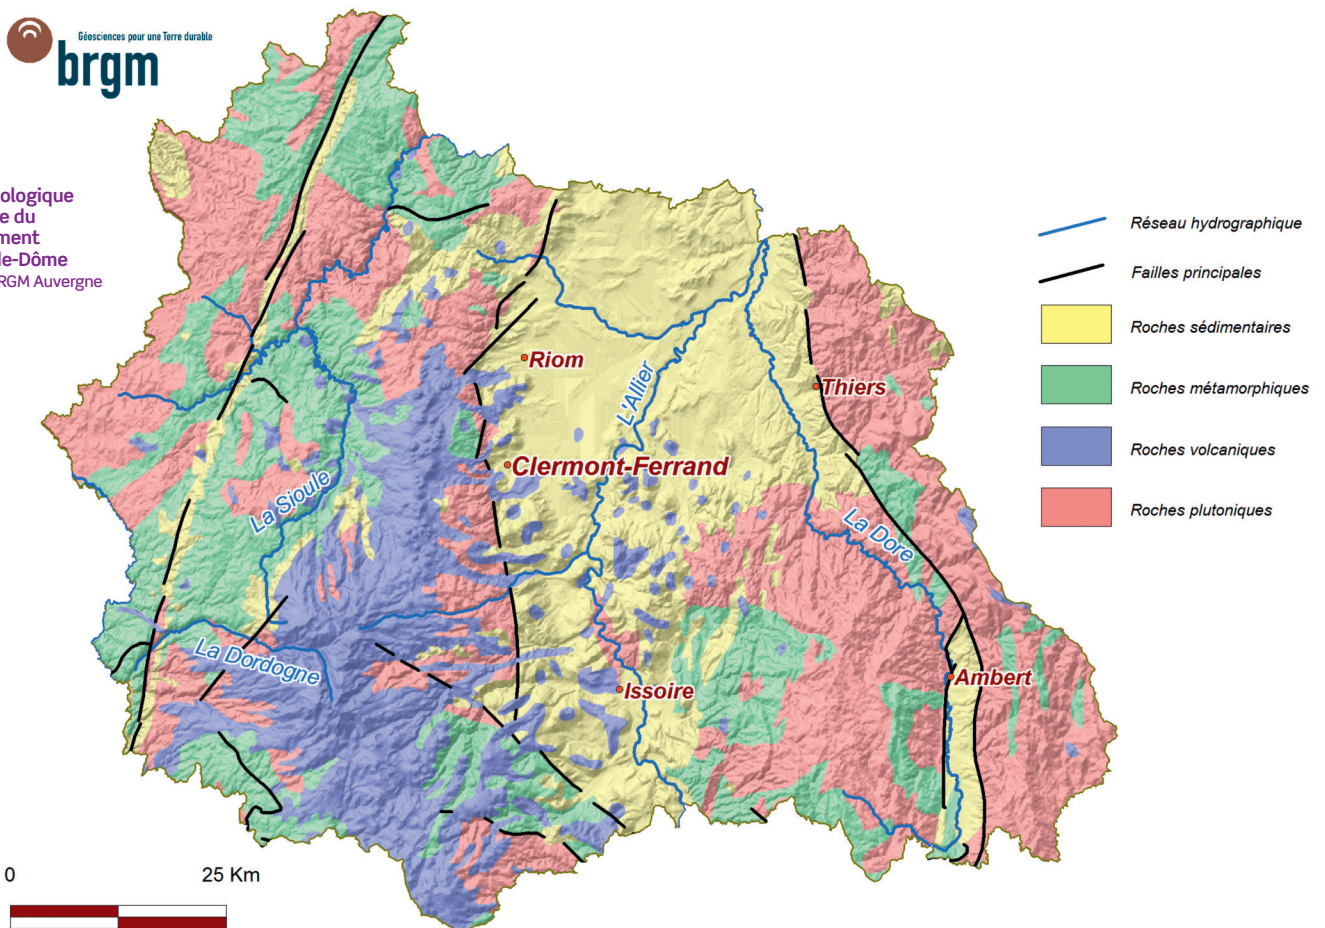 Géosciences pour une Terre durable
brgm
ologique
e du
ment
le-Dôme
RGM Auvergne
Réseau hydrographique
Failles principales
Roches sédimentaires
Roches métamorphiques
Roches volcaniques
Roches plutoniques
Riom
L'Allier
Thiers
Clermont-Ferrand
La Sioule
La Dore
La Dordogne
Ambert
Issoire
0 25 Km